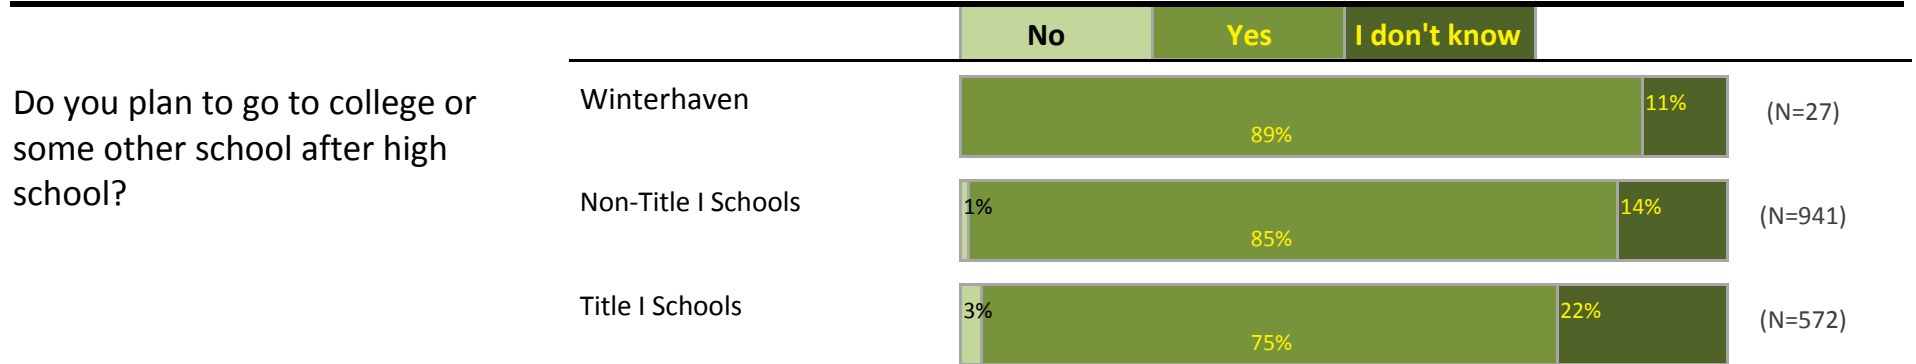 No Yes I don't know
Do you plan to go to college or
some other school after high
school?
Winterhaven 89% 11% (N=27)
Non-Title I Schools 1% 85% 14% (N=941)
Title I Schools 3% 75% 22% (N=572)